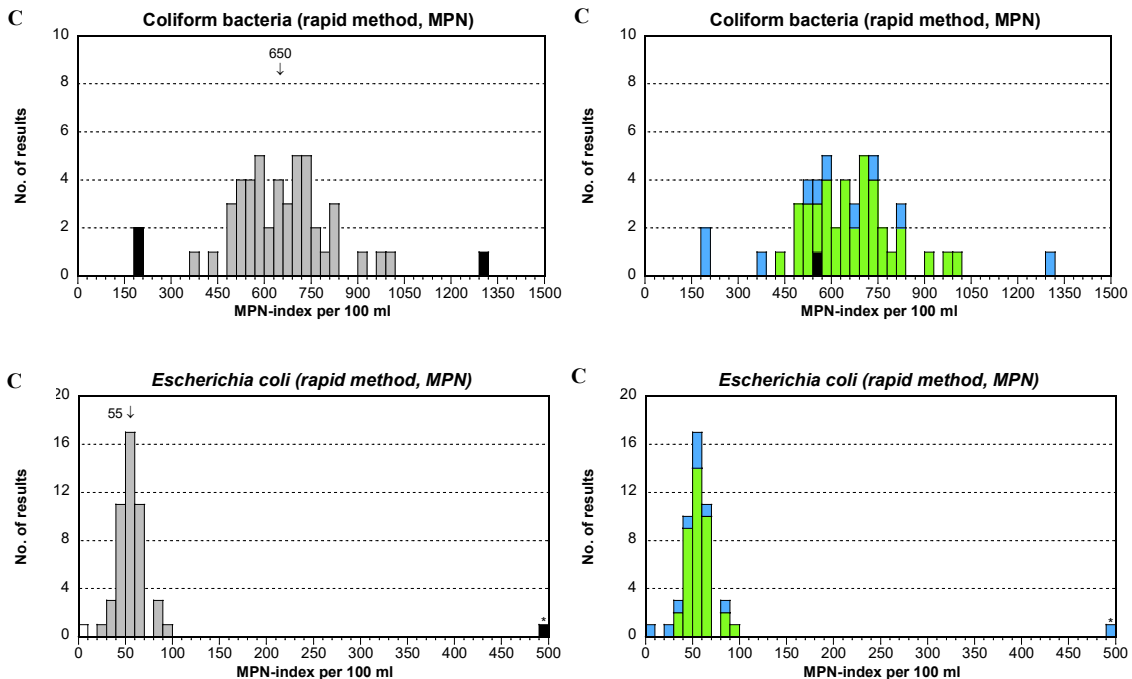 C
Coliform bacteria (rapid method, MPN)
10
8
6
4
2
0
No. of results
650
↓
0 150 300 450 600 750 900 1050 1200 1350 1500
MPN-index per 100 ml
C
Coliform bacteria (rapid method, MPN)
10
8
6
4
2
0
No. of results
0 150 300 450 600 750 900 1050 1200 1350 1500
MPN-index per 100 ml
C
Escherichia coli (rapid method, MPN)
20
16
12
8
4
0
No. of results
55 ↓
*
0 50 100 150 200 250 300 350 400 450 500
MPN-index per 100 ml
C
Escherichia coli (rapid method, MPN)
20
16
12
8
4
0
No. of results
*
0 50 100 150 200 250 300 350 400 450 500
MPN-index per 100 ml